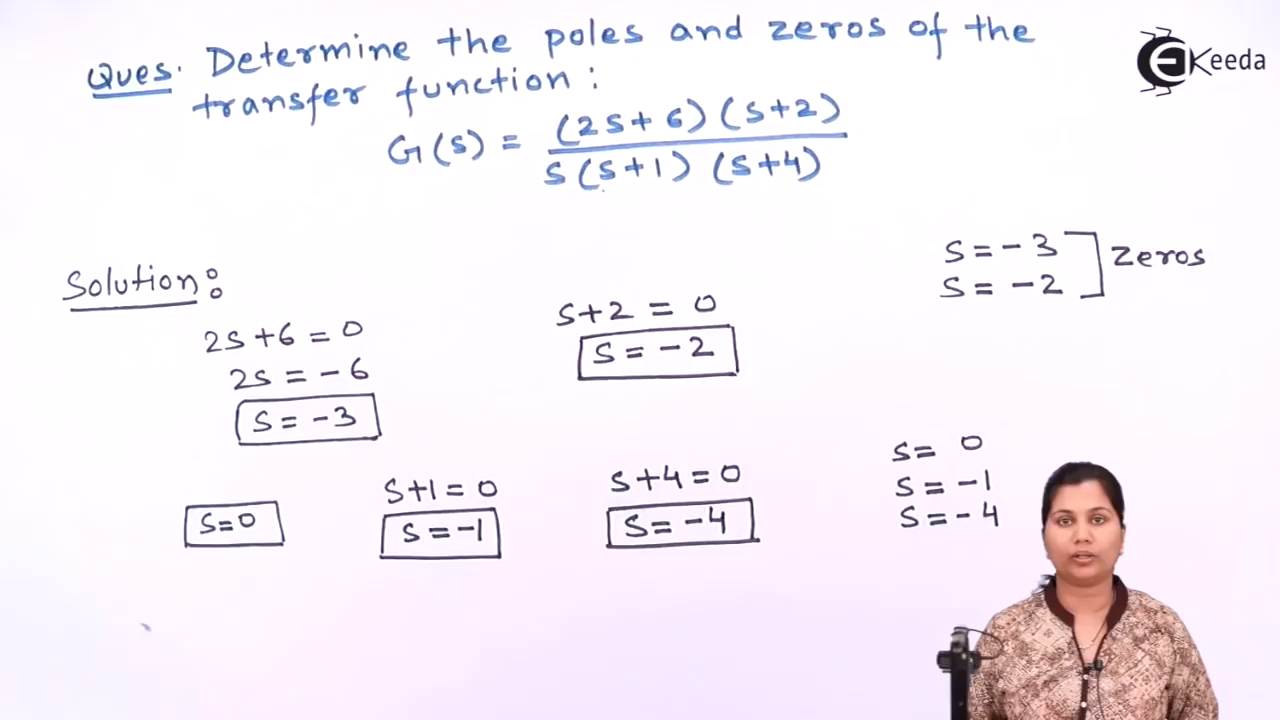 Ques. Determine the poles and zeros of the
transfer function :
G(s) = (2s+6) (s+2)
s(s+1) (s+4)
EKeeda
Solution:
2s+6 = 0
2s = -6
s = -3
s+2 = 0
s = -2
s = -3
s = -2
zeros
s=0
s+1 = 0
s = -1
s+4 = 0
s = -4
s= 0
s = -1
s = -4